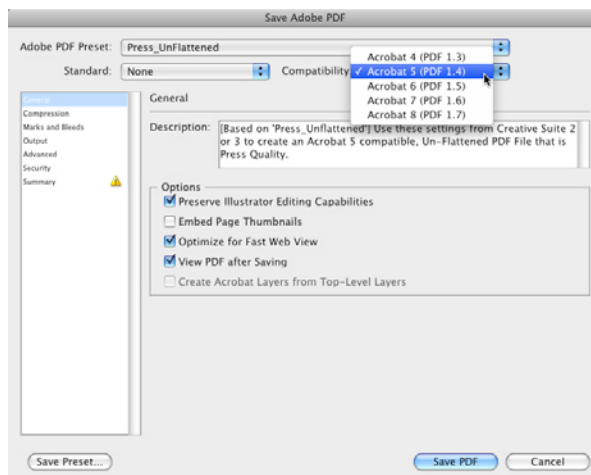 Save Adobe PDF
Adobe PDF Preset: Press_UnFlattened
Standard: None
Compatibility
Acrobat 4 (PDF 1.3)
✓ Acrobat 5 (PDF 1.4)
Acrobat 6 (PDF 1.5)
Acrobat 7 (PDF 1.6)
Acrobat 8 (PDF 1.7)
General
Compression
Marks and Bleeds
Output
Advanced
Security
Summary
General
Description: [Based on 'Press_Unflattened'] Use these settings from Creative Suite 2
or 3 to create an Acrobat 5 compatible, Un-Flattened PDF File that is
Press Quality.
Options
Preserve Illustrator Editing Capabilities
Embed Page Thumbnails
Optimize for Fast Web View
View PDF after Saving
Create Acrobat Layers from Top-Level Layers
Save Preset...
Save PDF
Cancel